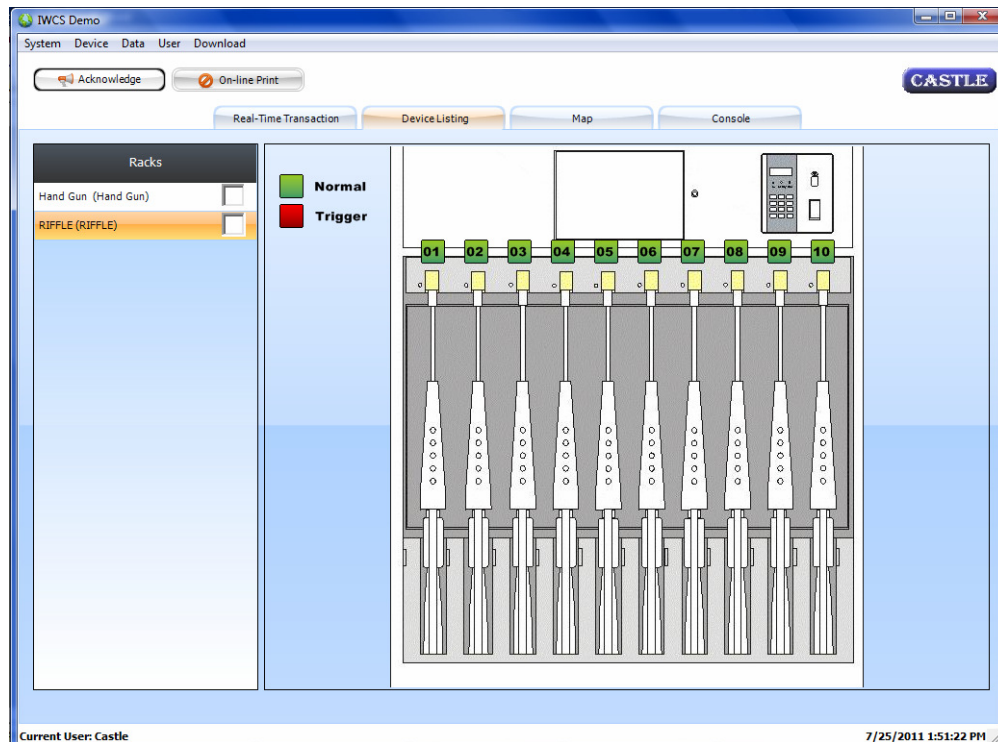 IWCS Demo
System Device Data User Download
Acknowledge On-line Print CASTLE
Real-Time Transaction Device Listing Map Console
Racks
Hand Gun (Hand Gun)
RIFFLE (RIFFLE)
Normal
Trigger
01 02 03 04 05 06 07 08 09 10
Current User: Castle 7/25/2011 1:51:22 PM